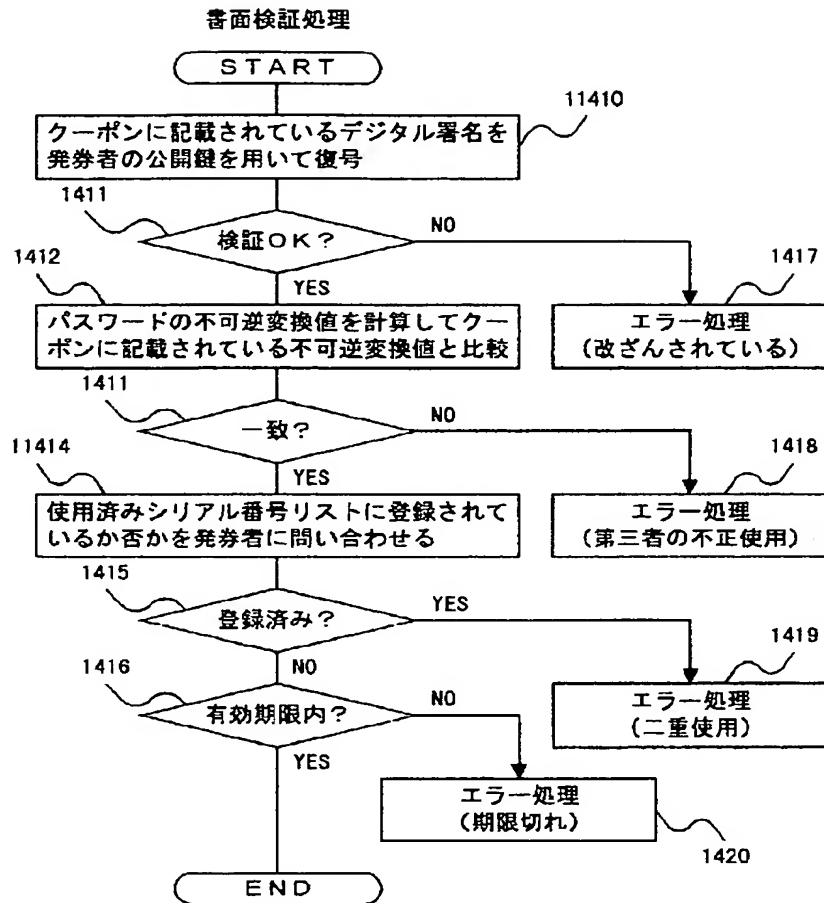 書面検証処理
START
11410
クーポンに記載されているデジタル署名を
発券者の公開鍵を用いて復号
1411
検証OK?
NO
YES
1412
1417
パスワードの不可逆変換値を計算してクー
ポンに記載されている不可逆変換値と比較
エラー処理
(改ざんされている)
1411
一致?
NO
YES
11414
1418
使用済みシリアル番号リストに登録されて
いるか否かを発券者に問い合わせる
エラー処理
(第三者の不正使用)
1415
登録済み?
YES
NO
1416
1419
有効期限内?
NO
YES
エラー処理
(二重使用)
エラー処理
(期限切れ)
1420
END